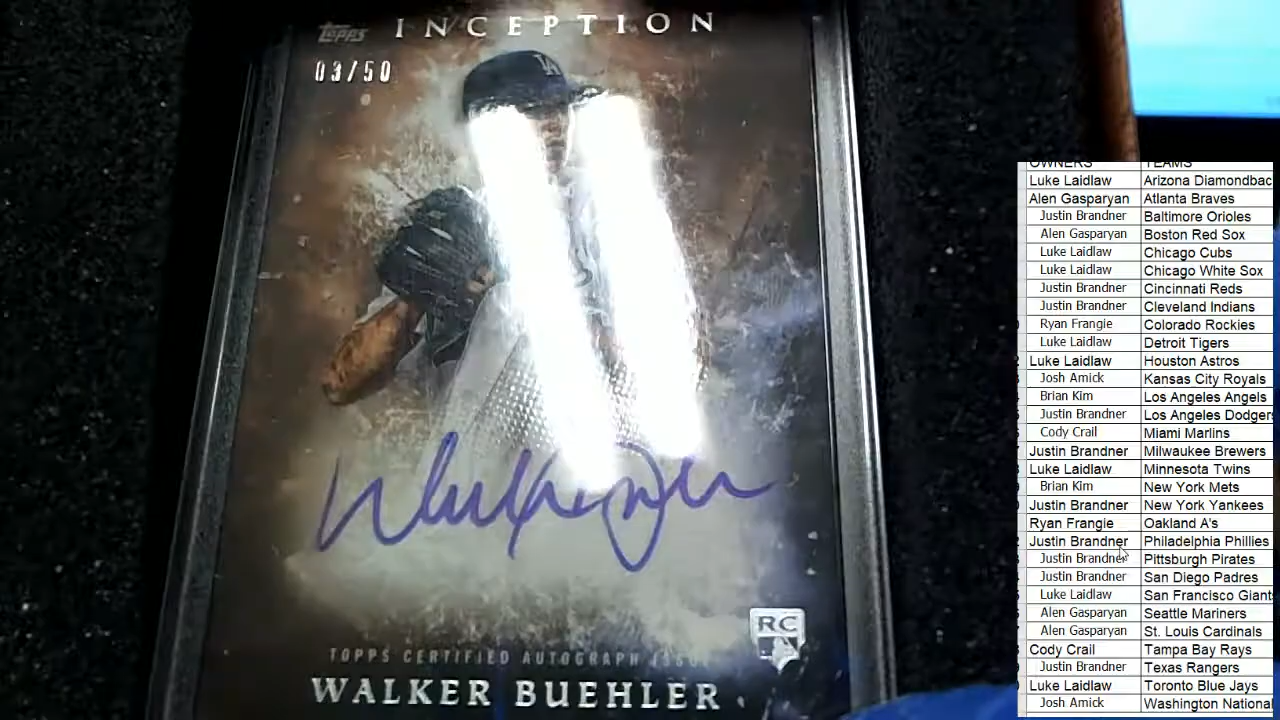 Topps INCEPTION
03/50
LA
RC
TOPPS CERTIFIED AUTOGRAPH ISSUE
WALKER BUEHLER
OWNERS TEAMS
Luke Laidlaw Arizona Diamondbac
Alen Gasparyan Atlanta Braves
Justin Brandner Baltimore Orioles
Alen Gasparyan Boston Red Sox
Luke Laidlaw Chicago Cubs
Luke Laidlaw Chicago White Sox
Justin Brandner Cincinnati Reds
Justin Brandner Cleveland Indians
Ryan Frangie Colorado Rockies
Luke Laidlaw Detroit Tigers
Luke Laidlaw Houston Astros
Josh Amick Kansas City Royals
Brian Kim Los Angeles Angels
Justin Brandner Los Angeles Dodgers
Cody Crail Miami Marlins
Justin Brandner Milwaukee Brewers
Luke Laidlaw Minnesota Twins
Brian Kim New York Mets
Justin Brandner New York Yankees
Ryan Frangie Oakland A's
Justin Brandner Philadelphia Phillies
Justin Brandner Pittsburgh Pirates
Justin Brandner San Diego Padres
Luke Laidlaw San Francisco Giants
Alen Gasparyan Seattle Mariners
Alen Gasparyan St. Louis Cardinals
Cody Crail Tampa Bay Rays
Justin Brandner Texas Rangers
Luke Laidlaw Toronto Blue Jays
Josh Amick Washington National